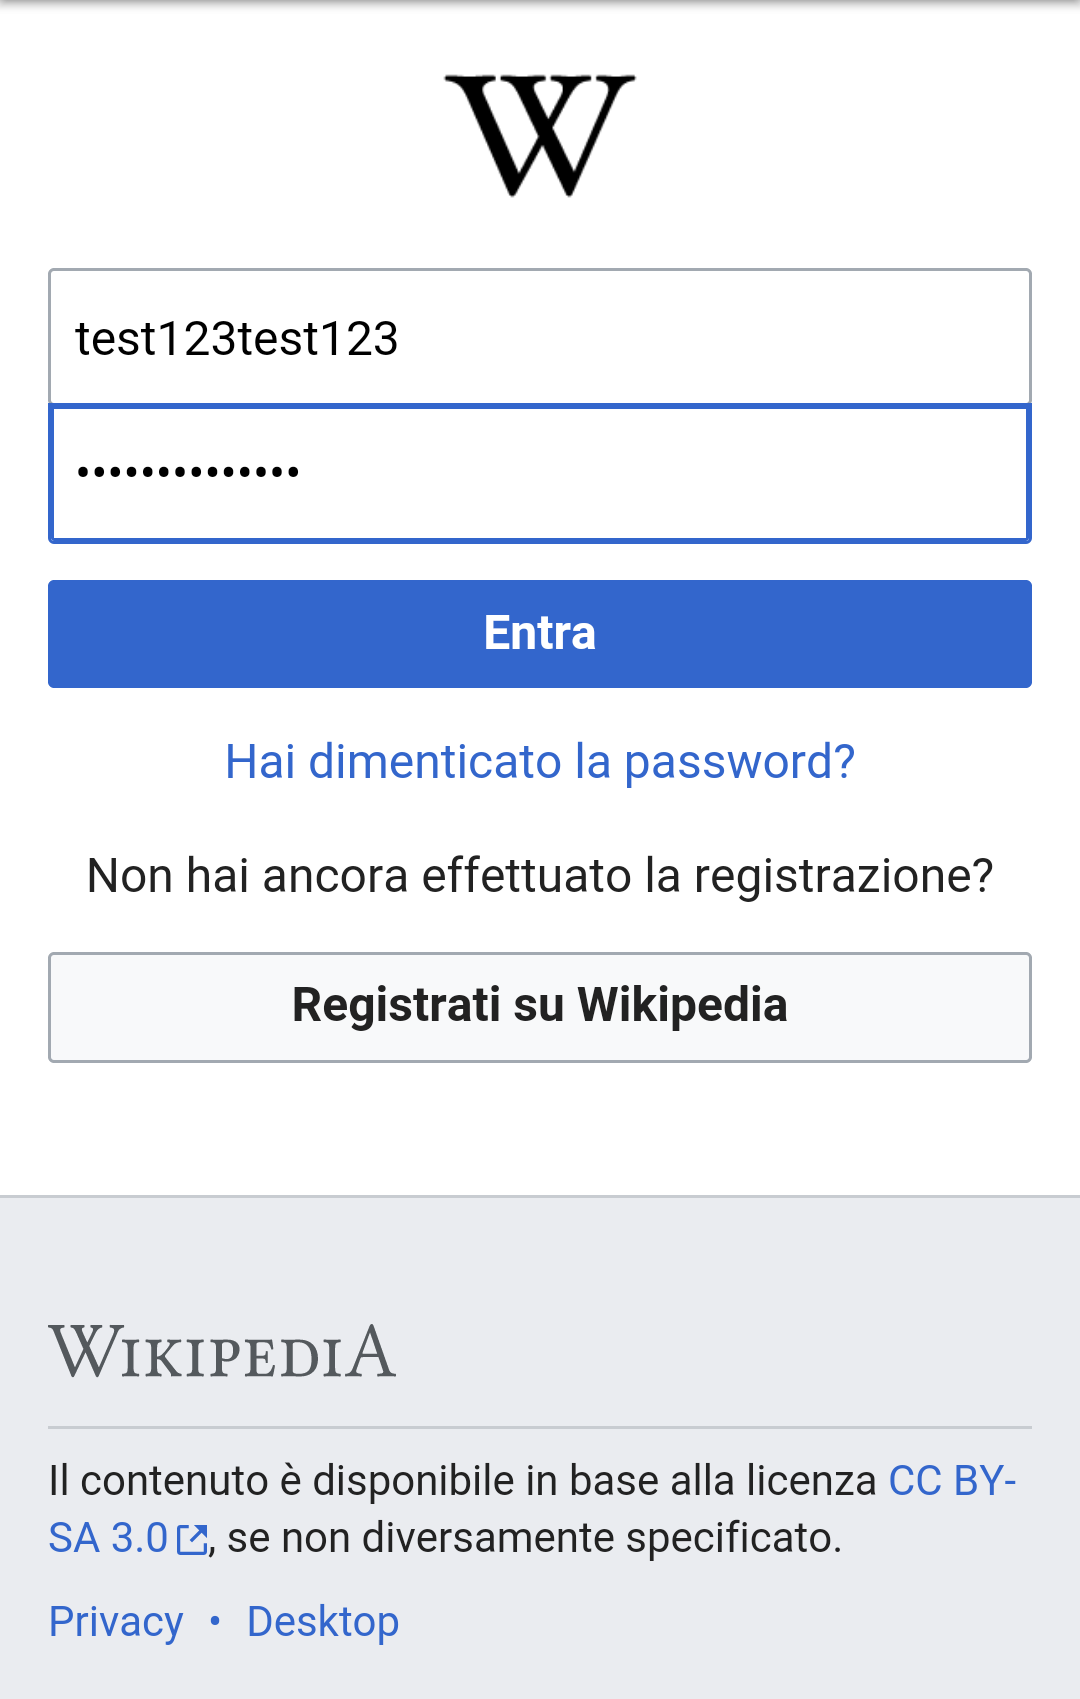 W
test123test123
••••••••••••••
Entra
Hai dimenticato la password?
Non hai ancora effettuato la registrazione?
Registrati su Wikipedia
WIKIPEDIA
Il contenuto è disponibile in base alla licenza CC BY-
SA 3.0, se non diversamente specificato.
Privacy • Desktop